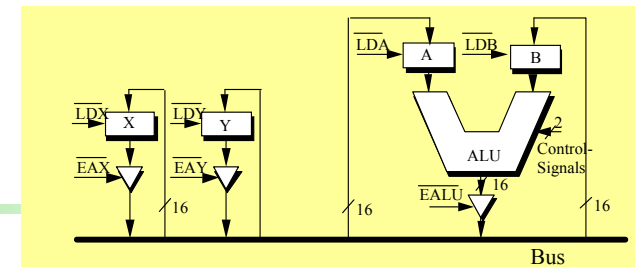 LDA
A
LDB
B
LDX
X
LDY
Y
2
Control-
Signals
ALU
EAX
EAY
16
EALU
16
16
16
Bus